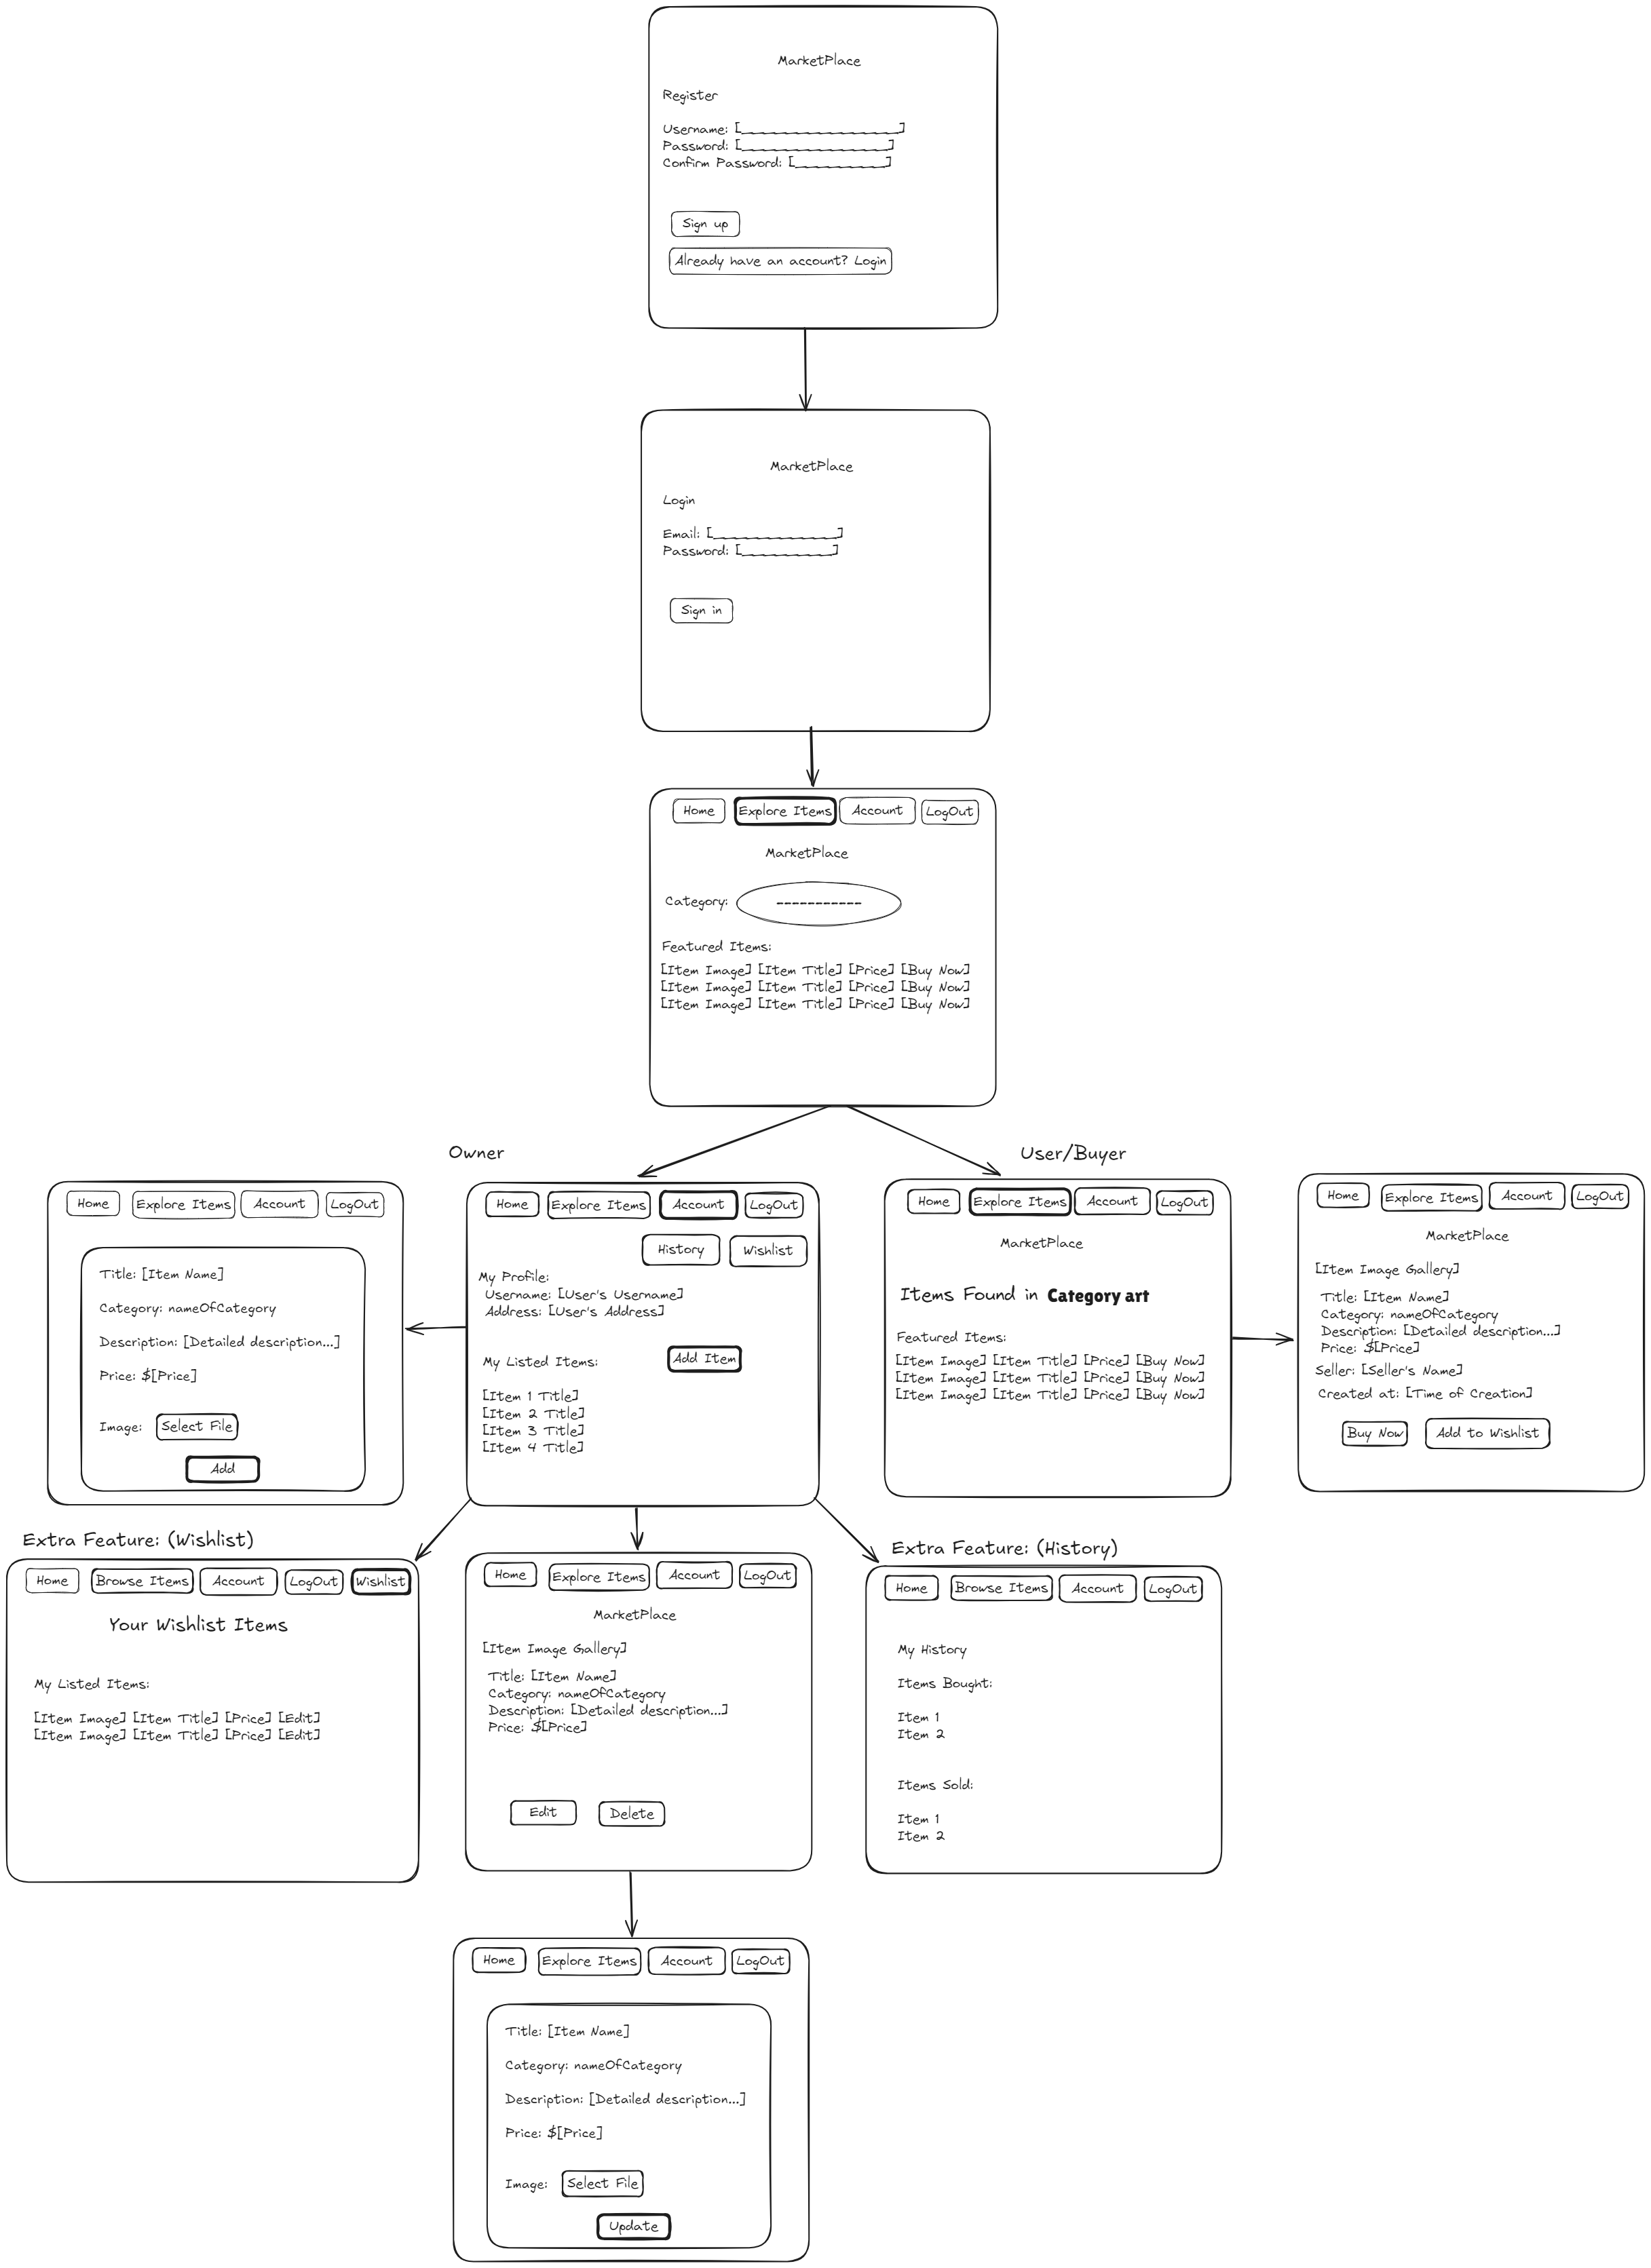 MarketPlace
Register
Username: [___________________]
Password: [__________________]
Confirm Password: [____________]
Sign up
Already have an account? Login
MarketPlace
Login
Email: [________________]
Password: [____________]
Sign in
Home Explore Items Account LogOut
MarketPlace
Category: -----------
Featured Items:
[Item Image] [Item Title] [Price] [Buy Now]
[Item Image] [Item Title] [Price] [Buy Now]
[Item Image] [Item Title] [Price] [Buy Now]
Owner
User/Buyer
Home Explore Items Account LogOut
Title: [Item Name]
Category: nameOfCategory
Description: [Detailed description...]
Price: $[Price]
Image: Select File
Add
Home Explore Items Account LogOut
History Wishlist
My Profile:
Username: [User's Username]
Address: [User's Address]
My Listed Items: Add Item
[Item 1 Title]
[Item 2 Title]
[Item 3 Title]
[Item 4 Title]
Home Explore Items Account LogOut
MarketPlace
Items Found in Category art
Featured Items:
[Item Image] [Item Title] [Price] [Buy Now]
[Item Image] [Item Title] [Price] [Buy Now]
[Item Image] [Item Title] [Price] [Buy Now]
Home Explore Items Account LogOut
MarketPlace
[Item Image Gallery]
Title: [Item Name]
Category: nameOfCategory
Description: [Detailed description...]
Price: $[Price]
Seller: [Seller's Name]
Created at: [Time of Creation]
Buy Now Add to Wishlist
Extra Feature: (Wishlist)
Home Browse Items Account LogOut Wishlist
Your Wishlist Items
My Listed Items:
[Item Image] [Item Title] [Price] [Edit]
[Item Image] [Item Title] [Price] [Edit]
Home Explore Items Account LogOut
MarketPlace
[Item Image Gallery]
Title: [Item Name]
Category: nameOfCategory
Description: [Detailed description...]
Price: $[Price]
Edit Delete
Extra Feature: (History)
Home Browse Items Account LogOut
My History
Items Bought:
Item 1
Item 2
Items Sold:
Item 1
Item 2
Home Explore Items Account LogOut
Title: [Item Name]
Category: nameOfCategory
Description: [Detailed description...]
Price: $[Price]
Image: Select File
Update